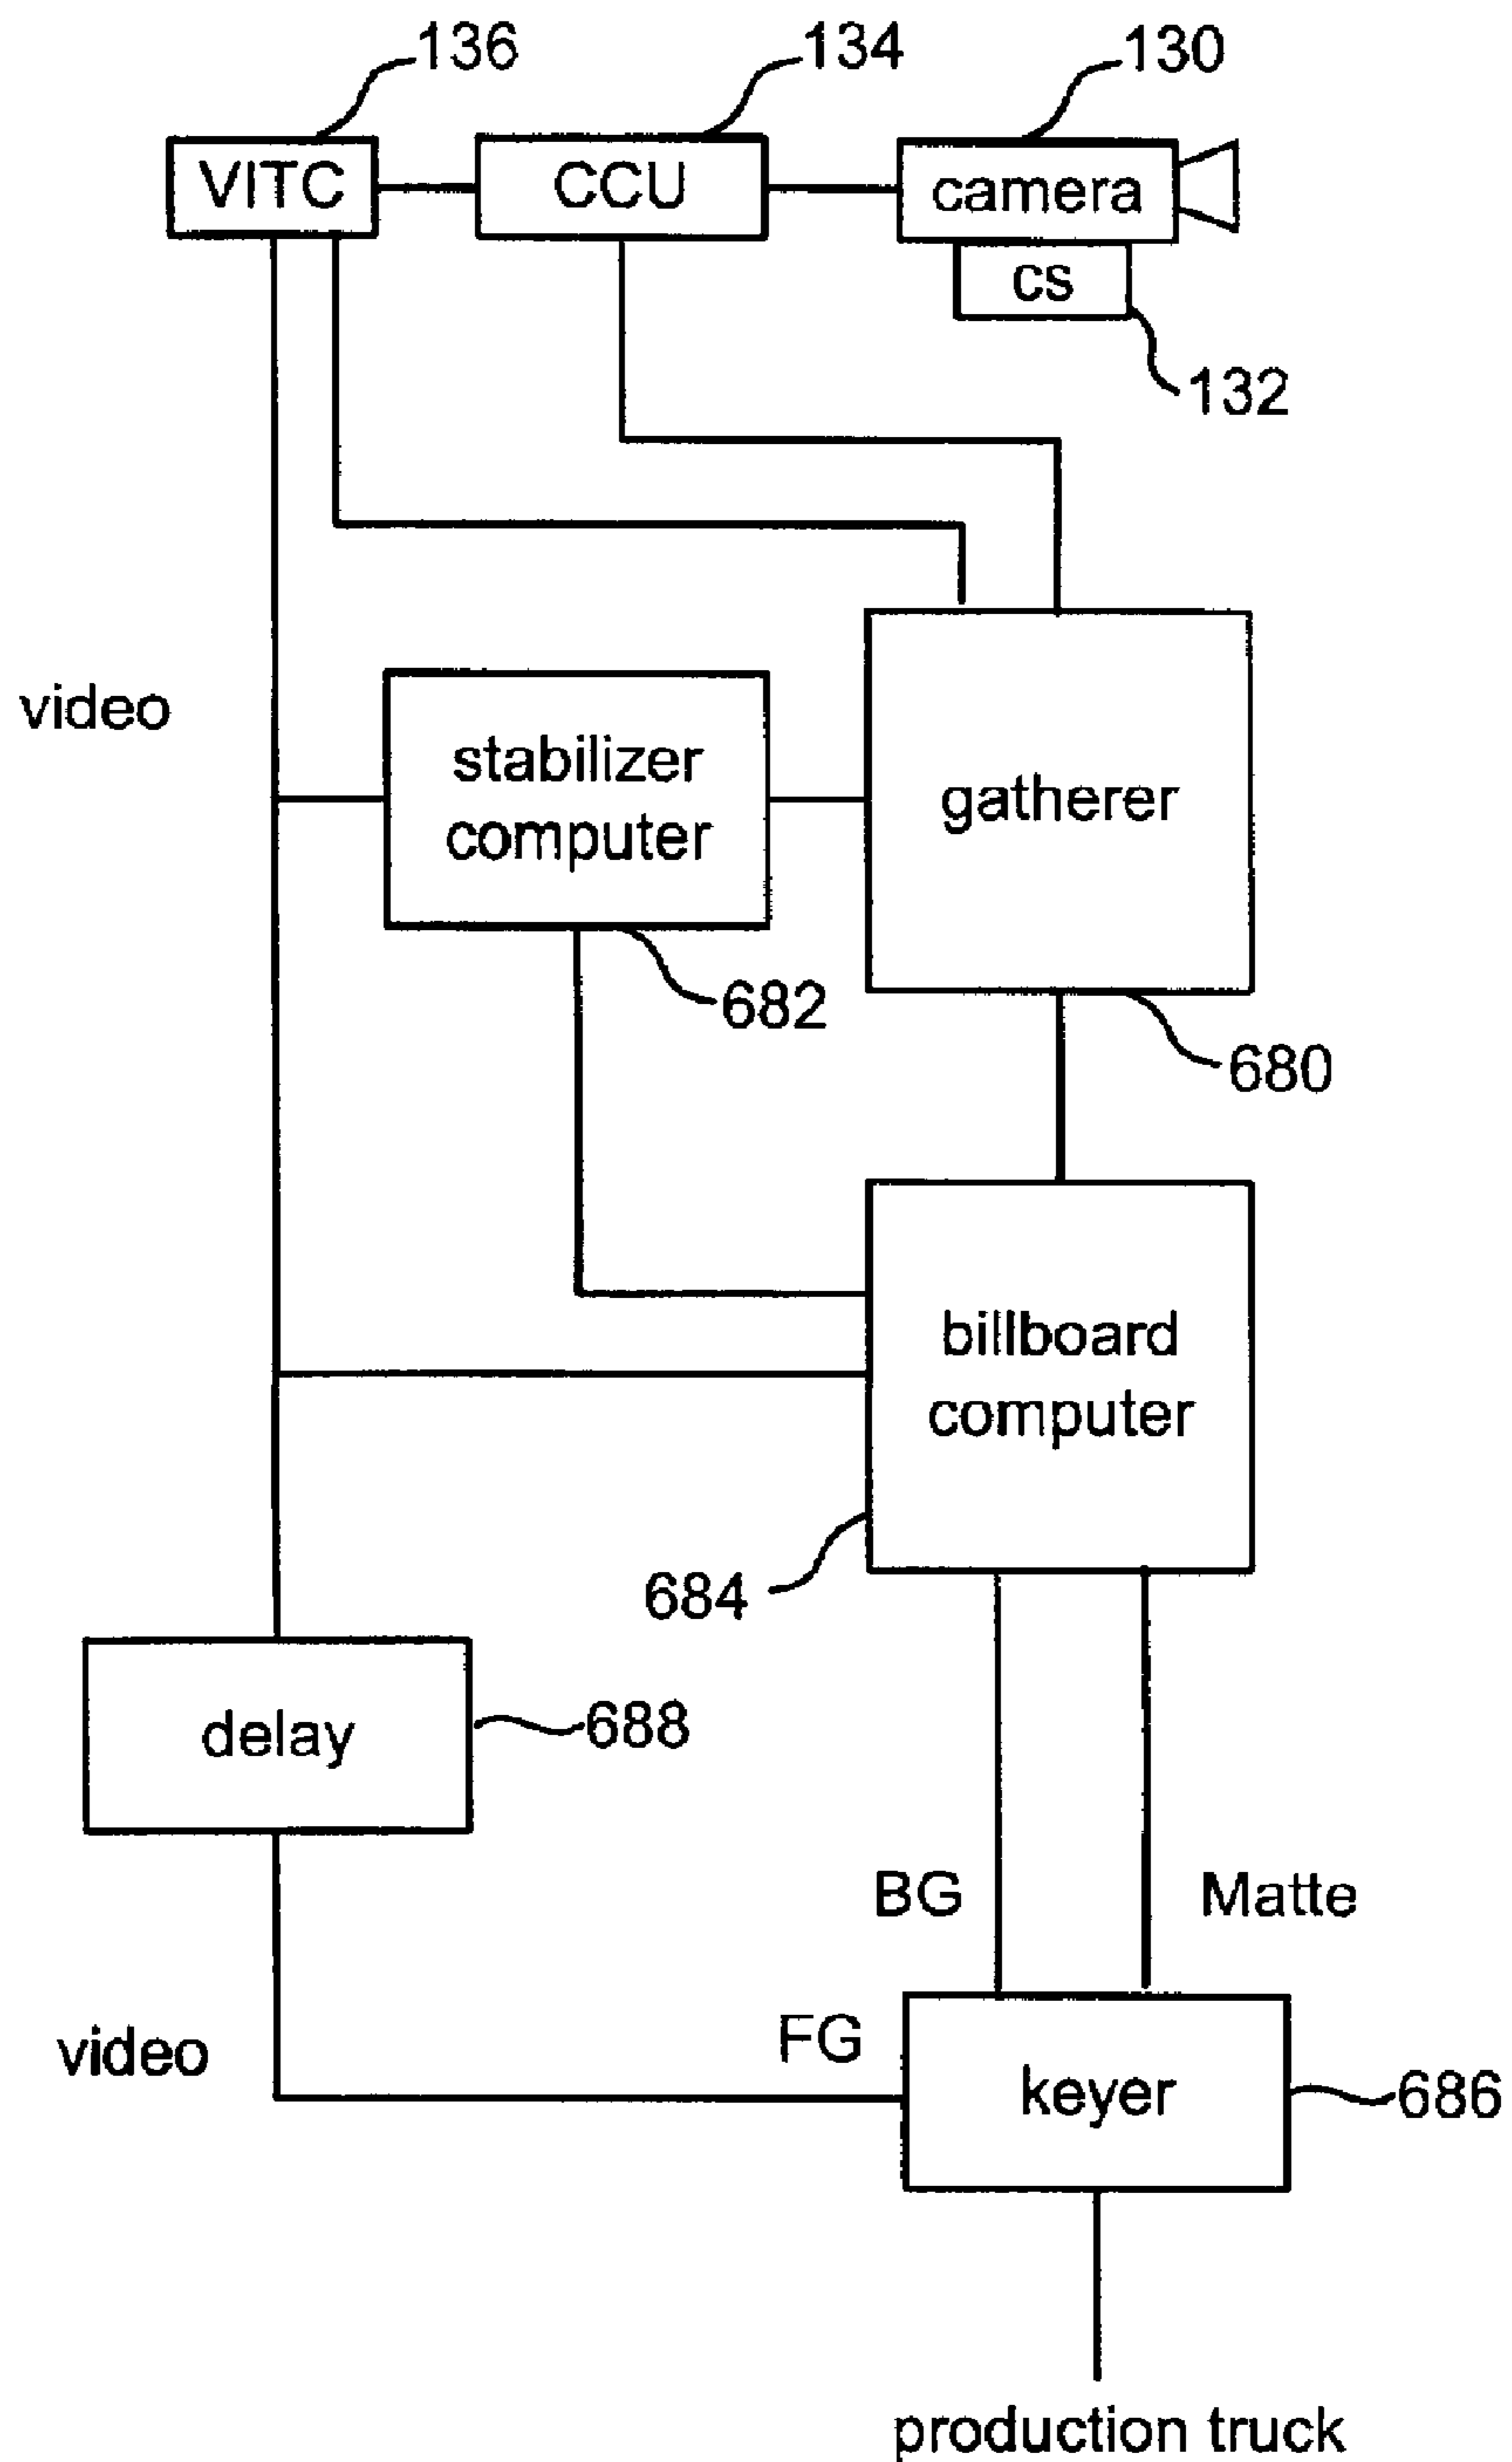 136
134
130
VITC
CCU
camera
cs
132
video
stabilizer
computer
gatherer
682
680
billboard
computer
684
delay
688
BG
Matte
FG
video
keyer
686
production truck